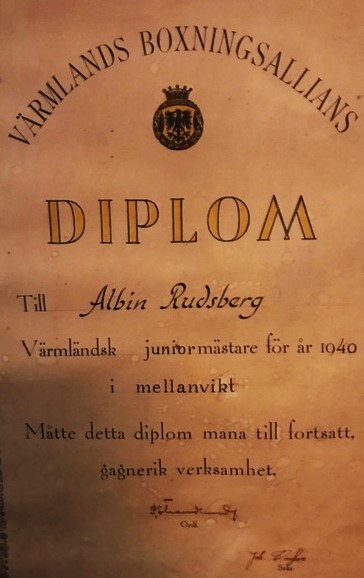 VÄRMLANDS BOXNINGSALLIANS
DIPLOM
Till Albin Rudsberg
Värmländsk juniormästare för år 1940
i mellanvikt
Måtte detta diplom mana till fortsatt,
gagnerik verksamhet.
Ordf.
Sekr.